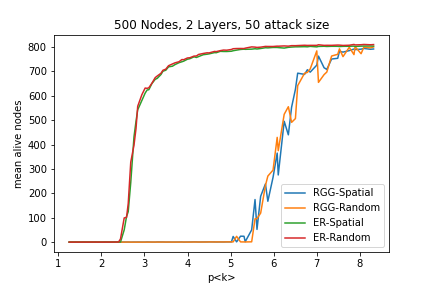 500 Nodes, 2 Layers, 50 attack size
mean alive nodes
800
700
600
500
400
300
200
100
0
1 2 3 4 5 6 7 8
p<k>
RGG-Spatial
RGG-Random
ER-Spatial
ER-Random